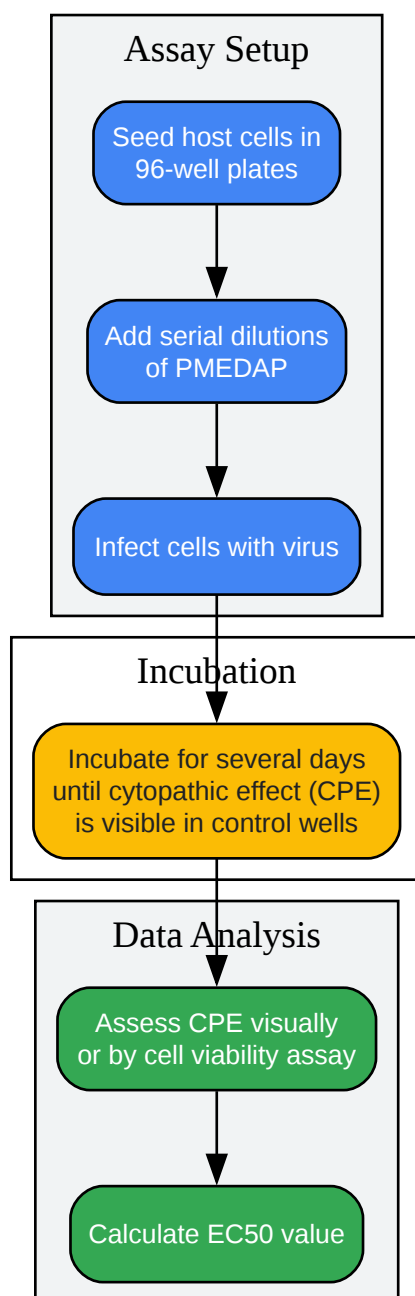 Assay Setup
Seed host cells in
96-well plates
Add serial dilutions
of PMEDAP
Infect cells with virus
Incubation
Incubate for several days
until cytopathic effect (CPE)
is visible in control wells
Data Analysis
Assess CPE visually
or by cell viability assay
Calculate EC50 value